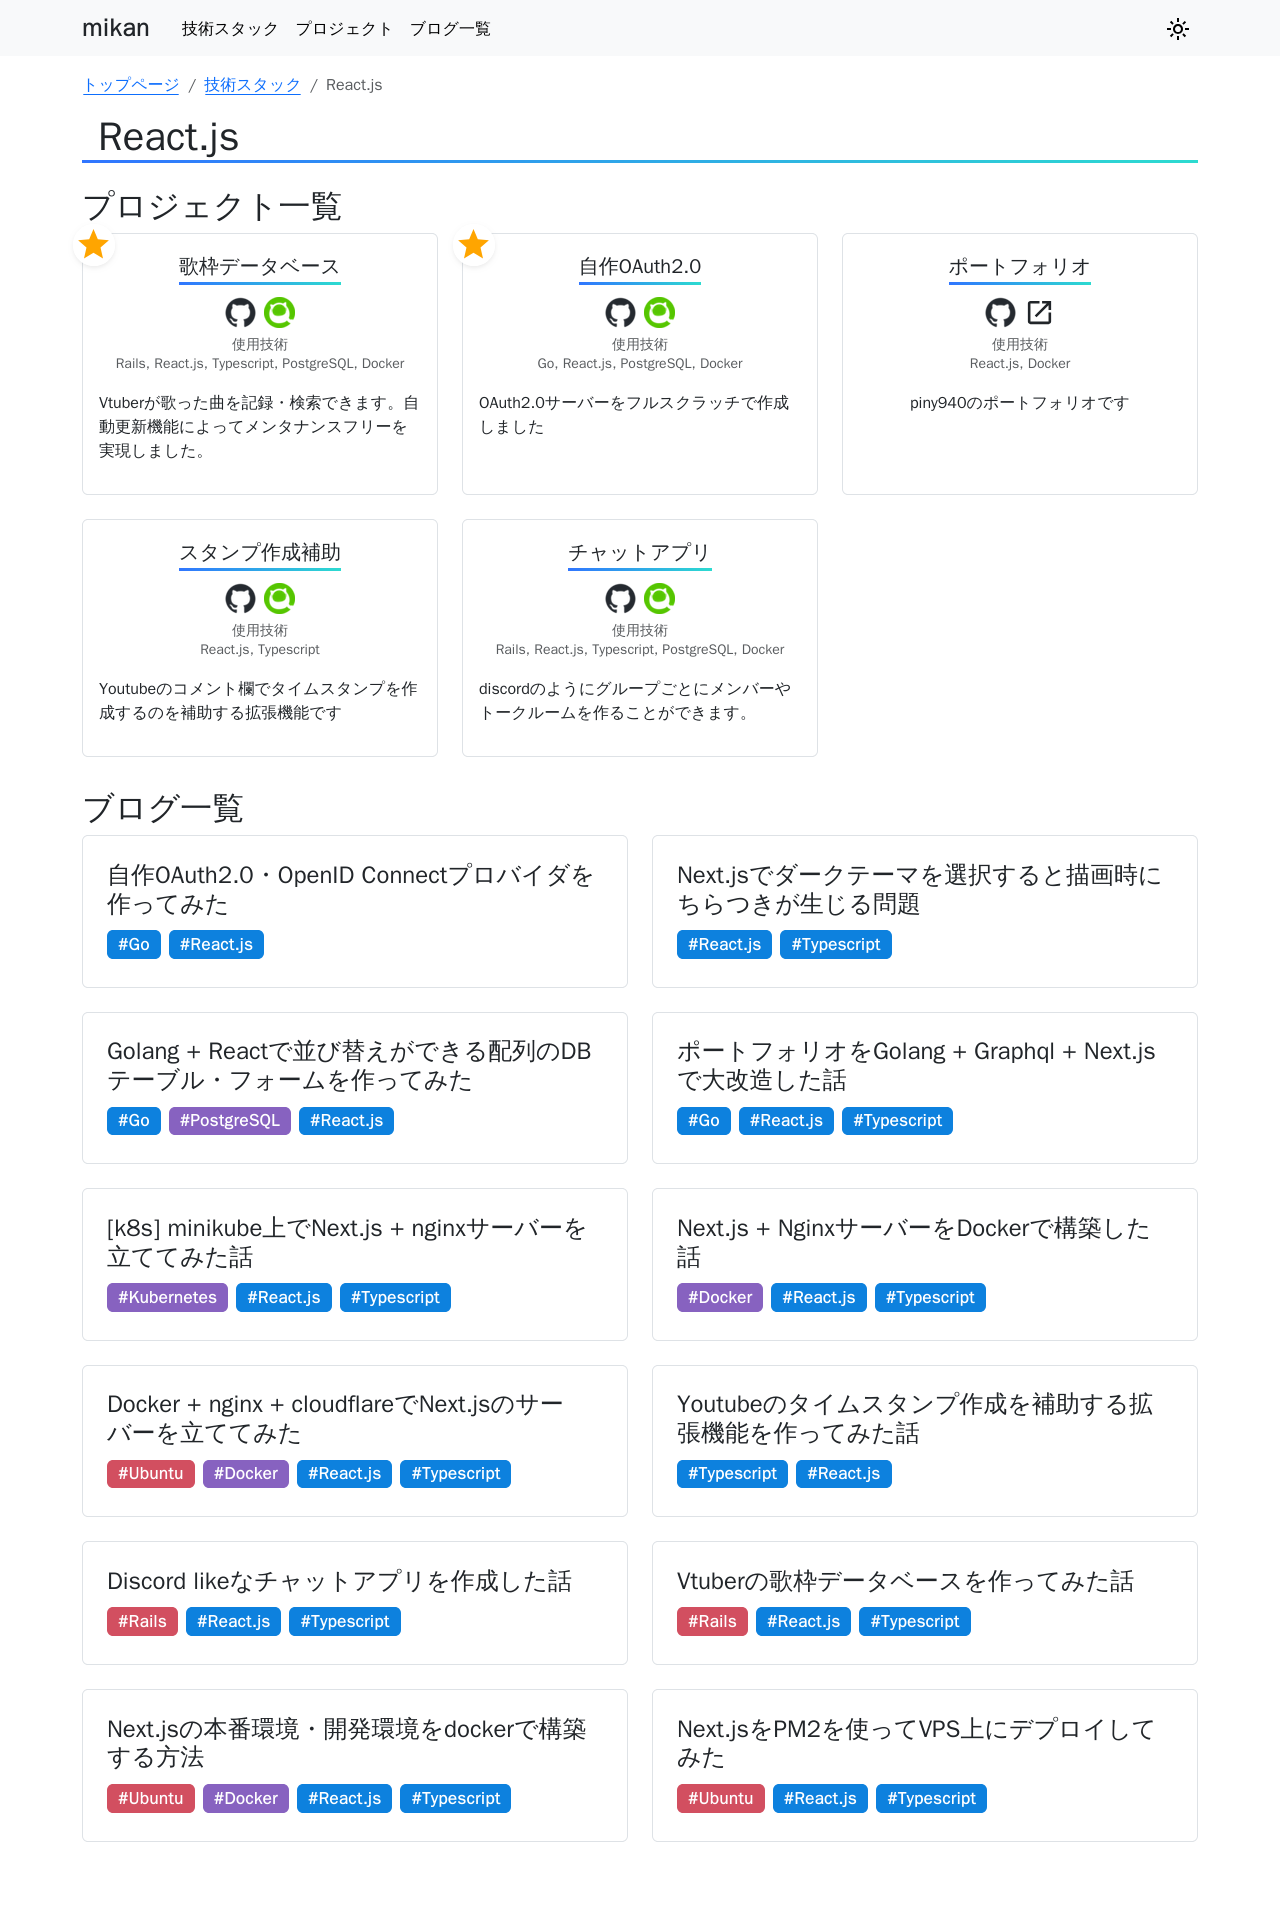 mikan 技術スタック プロジェクト ブログ一覧
トップページ / 技術スタック / React.js
React.js
プロジェクト一覧
歌枠データベース
使用技術
Rails, React.js, Typescript, PostgreSQL, Docker
Vtuberが歌った曲を記録・検索できます。自
動更新機能によってメンタナンスフリーを
実現しました。
自作OAuth2.0
使用技術
Go, React.js, PostgreSQL, Docker
OAuth2.0サーバーをフルスクラッチで作成
しました
ポートフォリオ
使用技術
React.js, Docker
piny940のポートフォリオです
スタンプ作成補助
使用技術
React.js, Typescript
Youtubeのコメント欄でタイムスタンプを作
成するのを補助する拡張機能です
チャットアプリ
使用技術
Rails, React.js, Typescript, PostgreSQL, Docker
discordのようにグループごとにメンバーや
トークルームを作ることができます。
ブログ一覧
自作OAuth2.0・OpenID Connectプロバイダを
作ってみた
#Go #React.js
Next.jsでダークテーマを選択すると描画時に
ちらつきが生じる問題
#React.js #Typescript
Golang + Reactで並び替えができる配列のDB
テーブル・フォームを作ってみた
#Go #PostgreSQL #React.js
ポートフォリオをGolang + Graphql + Next.js
で大改造した話
#Go #React.js #Typescript
[k8s] minikube上でNext.js + nginxサーバーを
立ててみた話
#Kubernetes #React.js #Typescript
Next.js + NginxサーバーをDockerで構築した
話
#Docker #React.js #Typescript
Docker + nginx + cloudflareでNext.jsのサー
バーを立ててみた
#Ubuntu #Docker #React.js #Typescript
Youtubeのタイムスタンプ作成を補助する拡
張機能を作ってみた話
#Typescript #React.js
Discord likeなチャットアプリを作成した話
#Rails #React.js #Typescript
Vtuberの歌枠データベースを作ってみた話
#Rails #React.js #Typescript
Next.jsの本番環境・開発環境をdockerで構築
する方法
#Ubuntu #Docker #React.js #Typescript
Next.jsをPM2を使ってVPS上にデプロイして
みた
#Ubuntu #React.js #Typescript